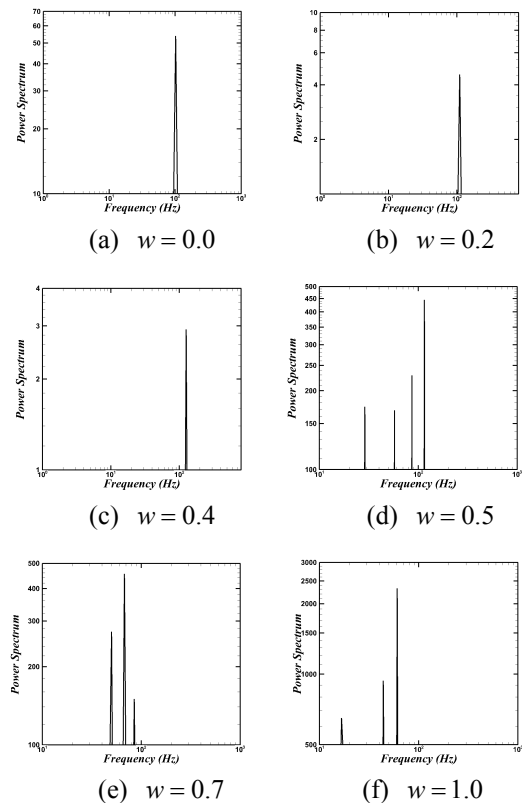 70
60
50
40
30
20
10
10⁰ 10¹ 10² 10³
Power Spectrum
Frequency (Hz)
(a) w = 0.0
10
8
6
4
2
10⁰ 10¹ 10²
Power Spectrum
Frequency (Hz)
(b) w = 0.2
4
3
2
1
10⁰ 10¹ 10²
Power Spectrum
Frequency (Hz)
(c) w = 0.4
500
450
400
350
300
250
200
150
100
10¹ 10² 10³
Power Spectrum
Frequency (Hz)
(d) w = 0.5
500
400
300
200
100
10¹ 10² 10³
Power Spectrum
Frequency (Hz)
(e) w = 0.7
3000
2500
2000
1500
1000
500
10¹ 10² 10³
Power Spectrum
Frequency (Hz)
(f) w = 1.0